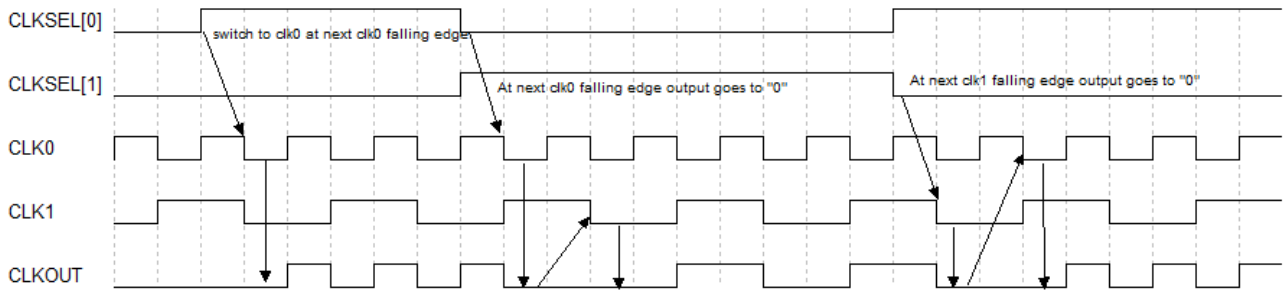 CLKSEL[0]
switch to clk0 at next clk0 falling edge
CLKSEL[1]
At next clk0 falling edge output goes to "0"
At next clk1 falling edge output goes to "0"
CLK0
CLK1
CLKOUT